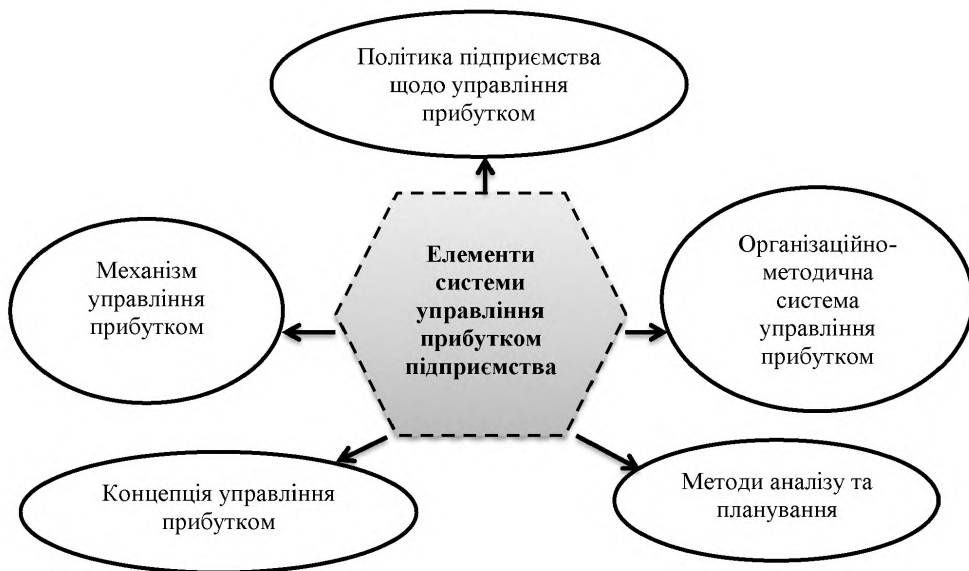 Політика підприємства
щодо управління
прибутком
Механізм
управління
прибутком
Елементи
системи
управління
прибутком
підприємства
Організаційно-
методична
система
управління
прибутком
Концепція управління
прибутком
Методи аналізу та
планування